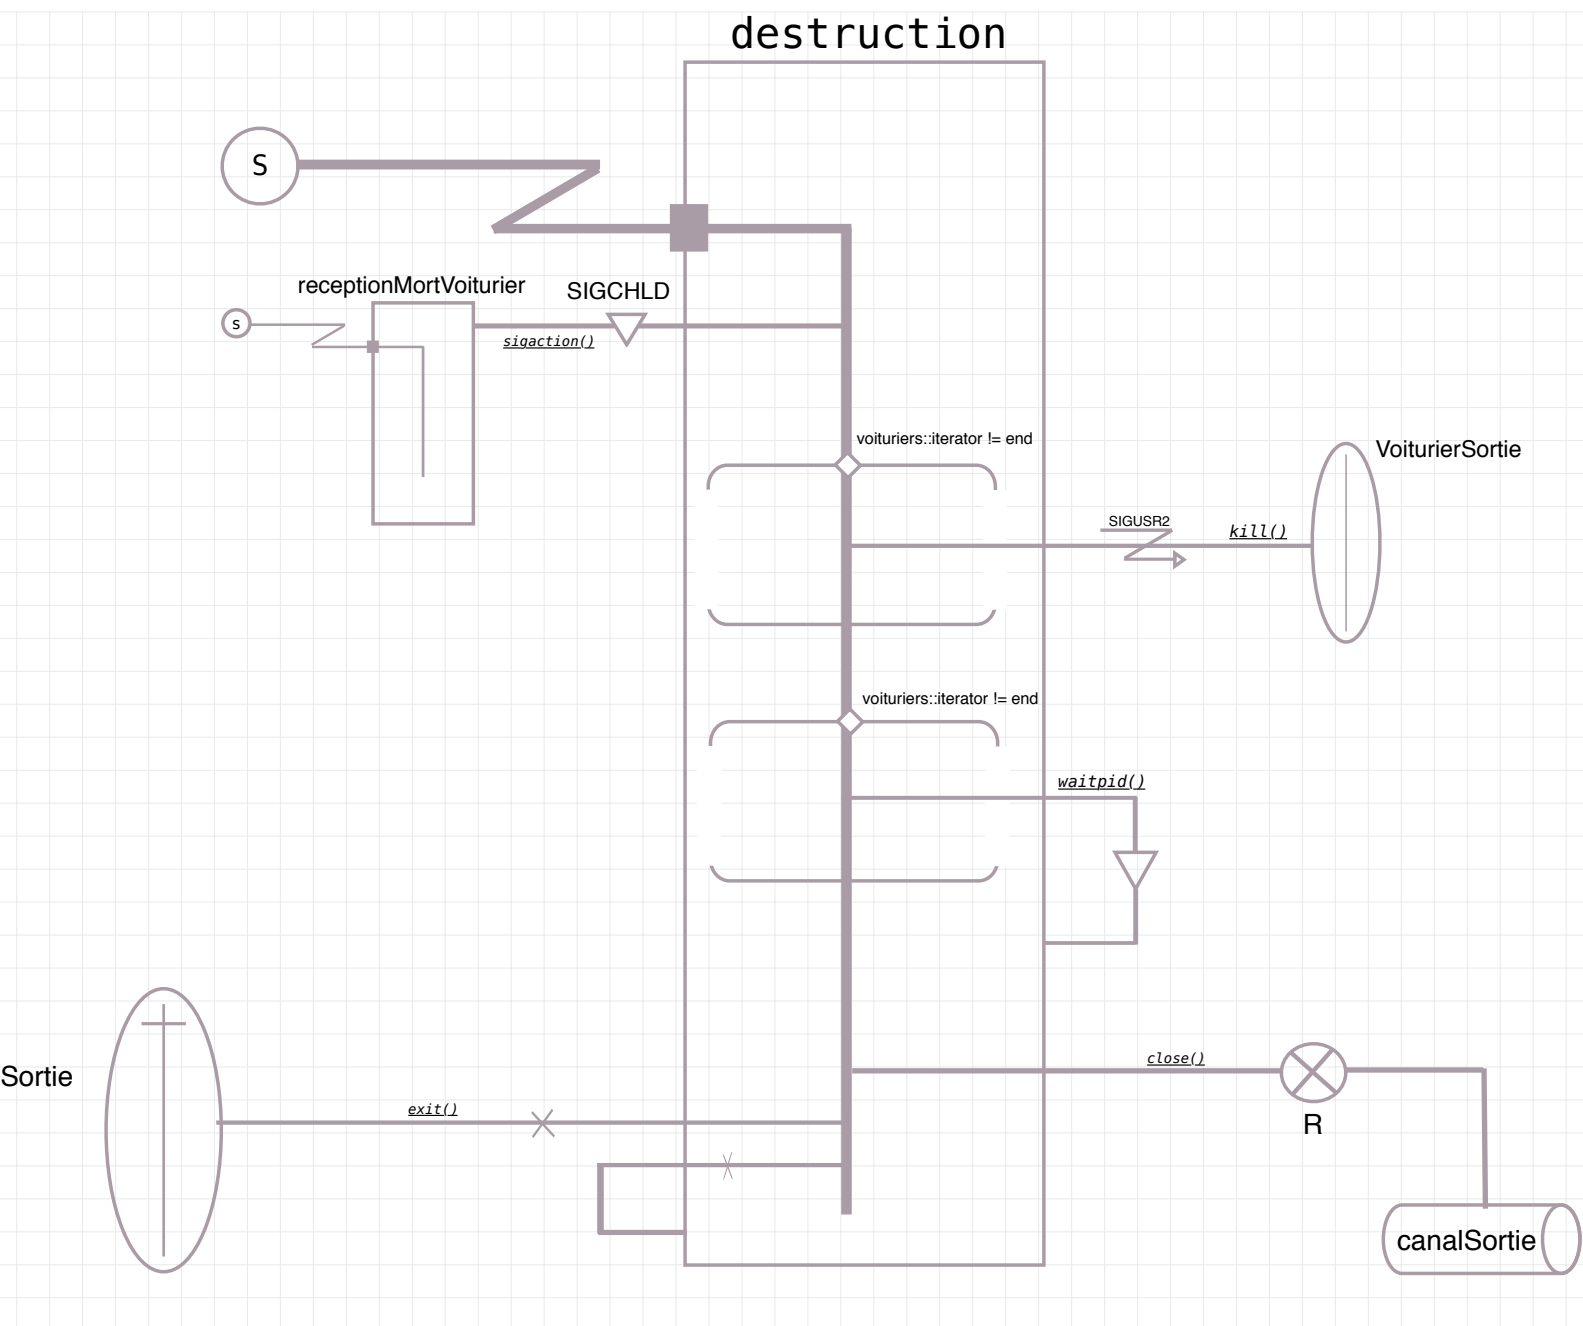 destruction
S
receptionMortVoiturier
SIGCHLD
s
sigaction()
voituriers::iterator != end
VoiturierSortie
SIGUSR2
kill()
voituriers::iterator != end
waitpid()
close()
Sortie
exit()
R
canalSortie